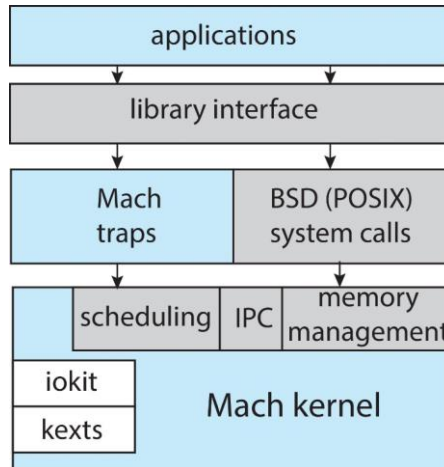 applications
library interface
Mach
traps
BSD (POSIX)
system calls
scheduling
IPC
memory
management
iokit
kexts
Mach kernel